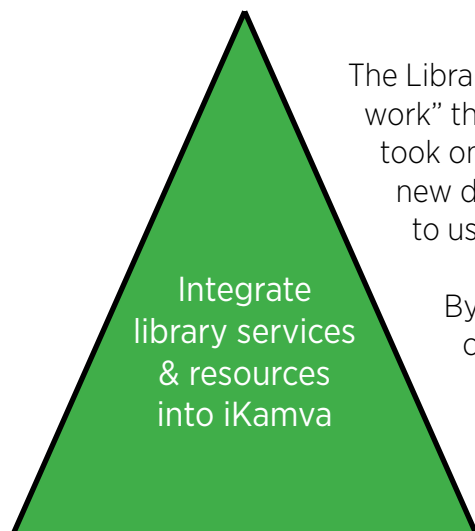 The Libra
work” th
took or
new d
to us
By
Integrate
library services
& resources
into iKamva